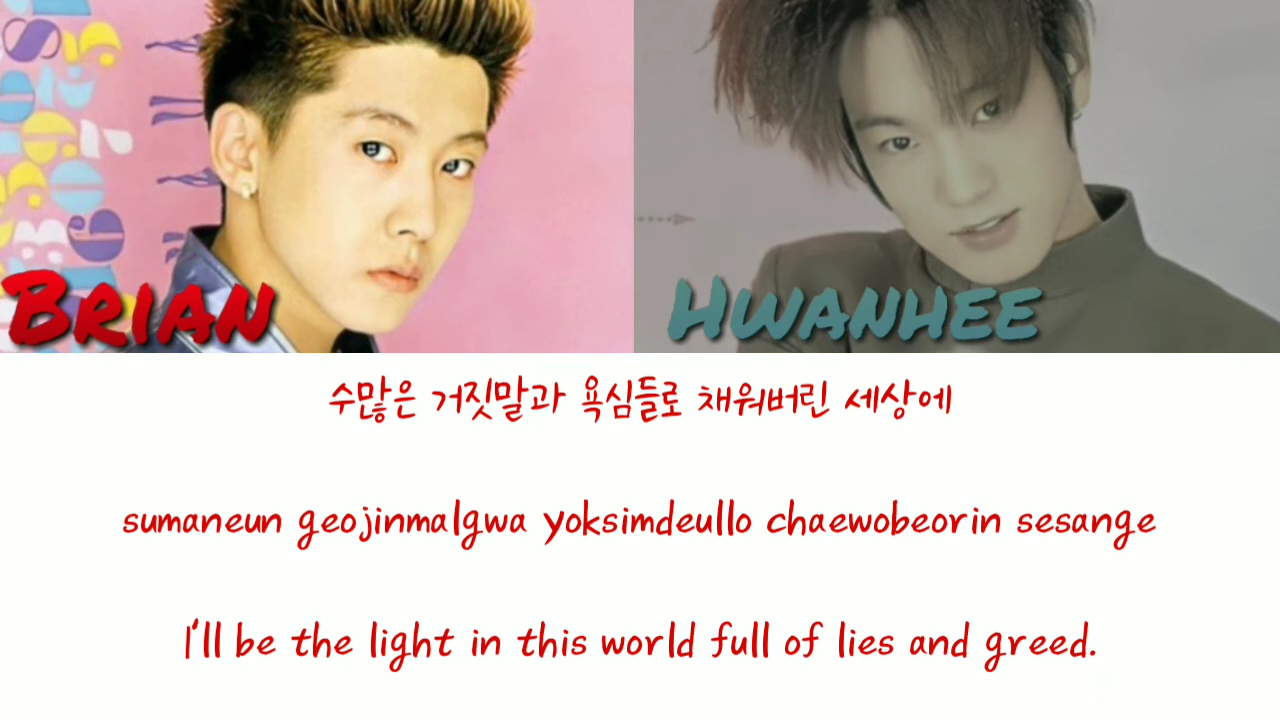 Brian
Hwanhee
수많은 거짓말과 욕심들로 채워버린 세상에
sumaneun geojinmalgwa yoksimdeullo chaewobeorin sesange
I'll be the light in this world full of lies and greed.